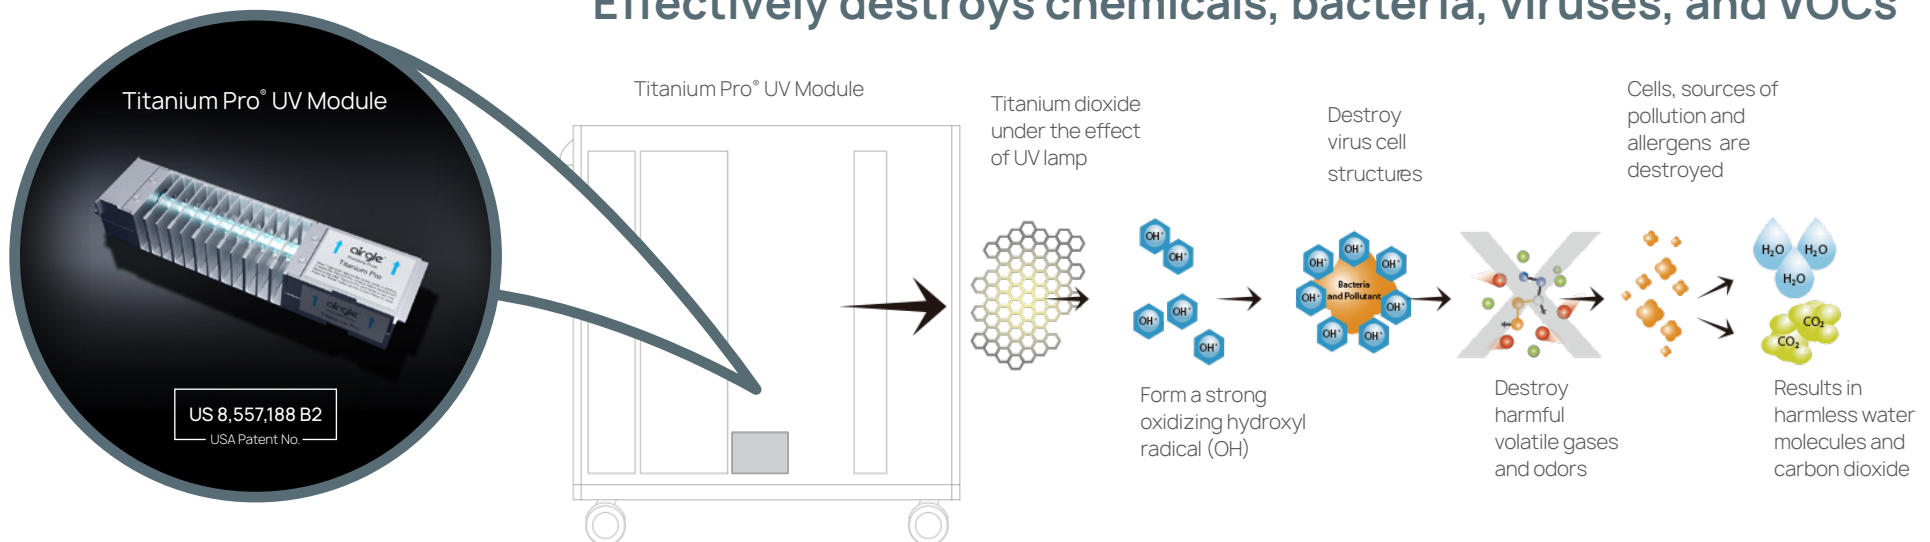 Effectively destroys chemicals, bacteria, viruses, and VOCs
Titanium Pro® UV Module
airgle
Titanium Pro
airgle
US 8,557,188 B2
USA Patent No.
Titanium Pro® UV Module
Titanium dioxide
under the effect
of UV lamp
OH·
OH·
OH·
OH·
OH·
Form a strong
oxidizing hydroxyl
radical (OH)
Destroy
virus cell
structures
OH·
OH·
OH·
OH·
OH·
OH·
OH·
OH·
Bacteria
and Pollutant
Destroy
harmful
volatile gases
and odors
Cells, sources of
pollution and
allergens are
destroyed
H₂O
H₂O
H₂O
CO₂
CO₂
Results in
harmless water
molecules and
carbon dioxide